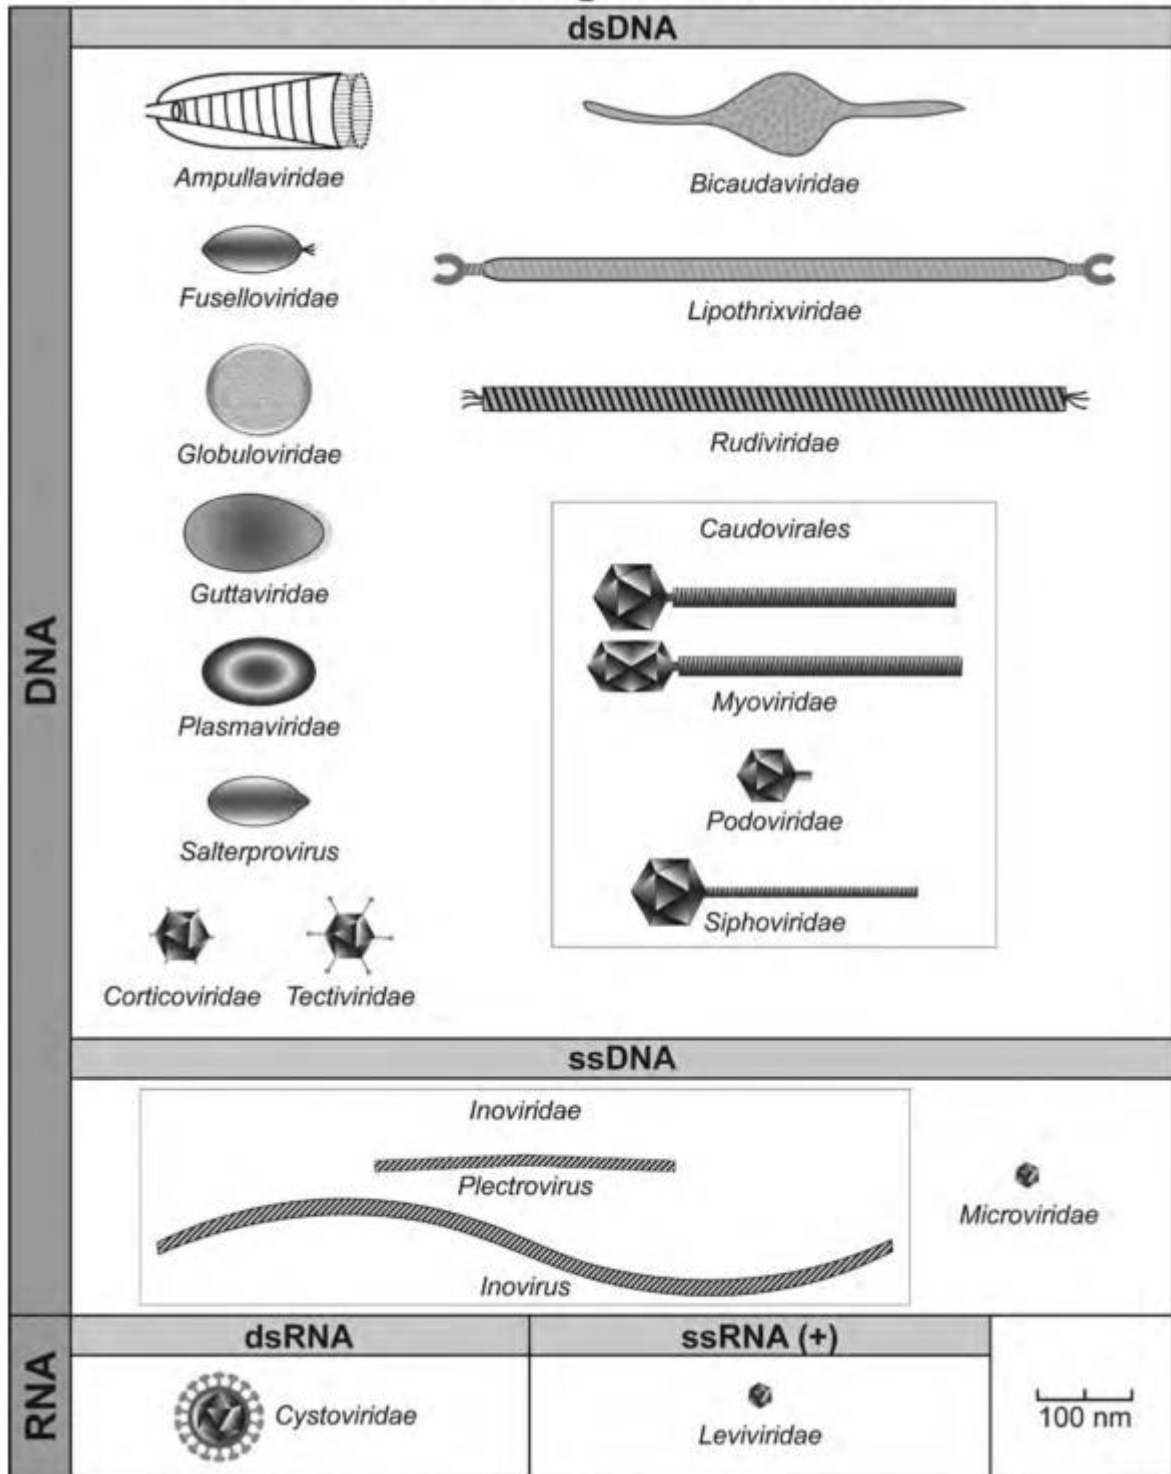 dsDNA
DNA
Ampullaviridae
Bicaudaviridae
Fuselloviridae
Lipothrixviridae
Globuloviridae
Rudiviridae
Guttaviridae
Caudovirales
Plasmaviridae
Myoviridae
Salterprovirus
Podoviridae
Siphoviridae
Corticoviridae Tectiviridae
ssDNA
Inoviridae
Plectrovirus
Microviridae
Inovirus
RNA
dsRNA
ssRNA (+)
Cystoviridae
Leviviridae
100 nm